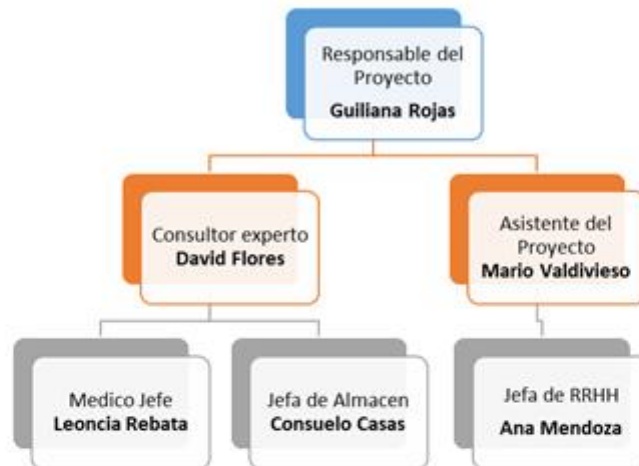 Responsable del
Proyecto
Guiliana Rojas
Consultor experto
David Flores
Asistente del
Proyecto
Mario Valdivieso
Medico Jefe
Leoncia Rebata
Jefa de Almacen
Consuelo Casas
Jefa de RRHH
Ana Mendoza